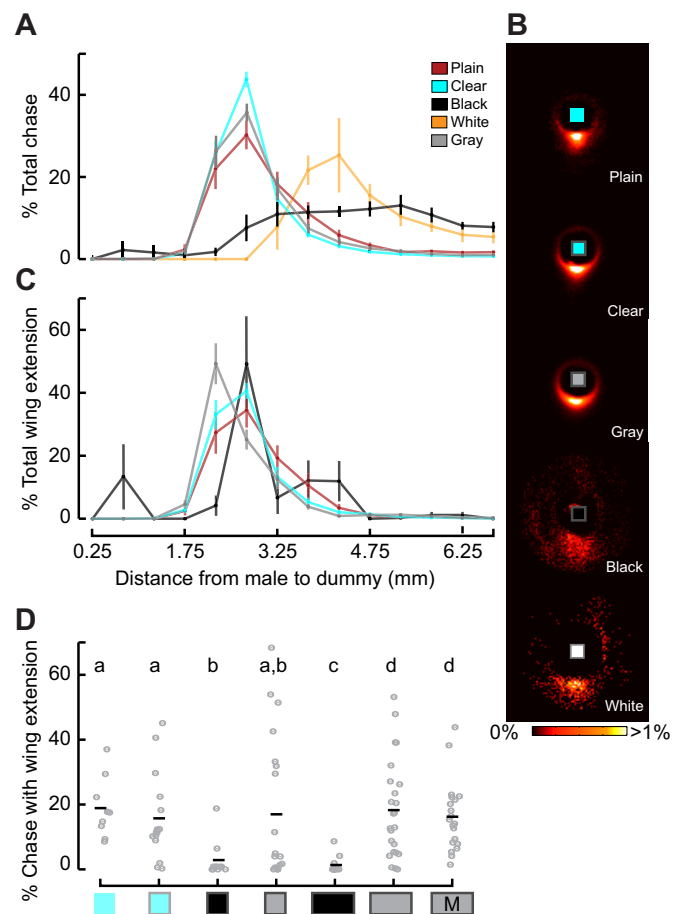 A
% Total chase
40
20
0
Plain
Clear
Black
White
Gray
B
Plain
Clear
Gray
Black
White
0%
>1%
C
% Total wing extension
60
40
20
0
0.25
1.75
3.25
4.75
6.25
Distance from male to dummy (mm)
D
% Chase with wing extension
60
40
20
0
a
a
b
a,b
c
d
d
M